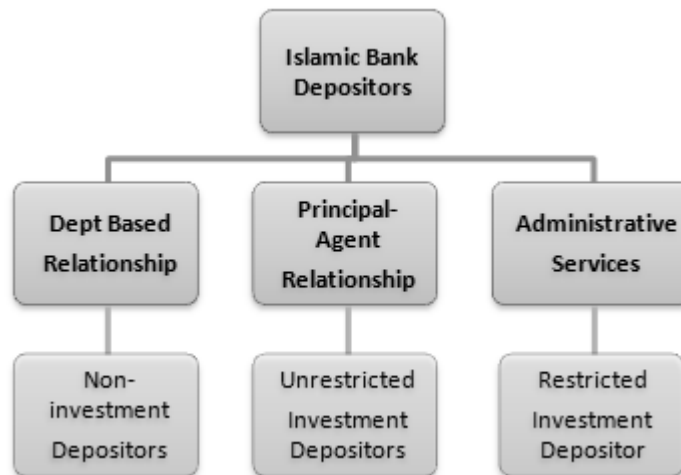 Islamic Bank
Depositors
Dept Based
Relationship
Principal-
Agent
Relationship
Administrative
Services
Non-
investment
Depositors
Unrestricted
Investment
Depositors
Restricted
Investment
Depositor